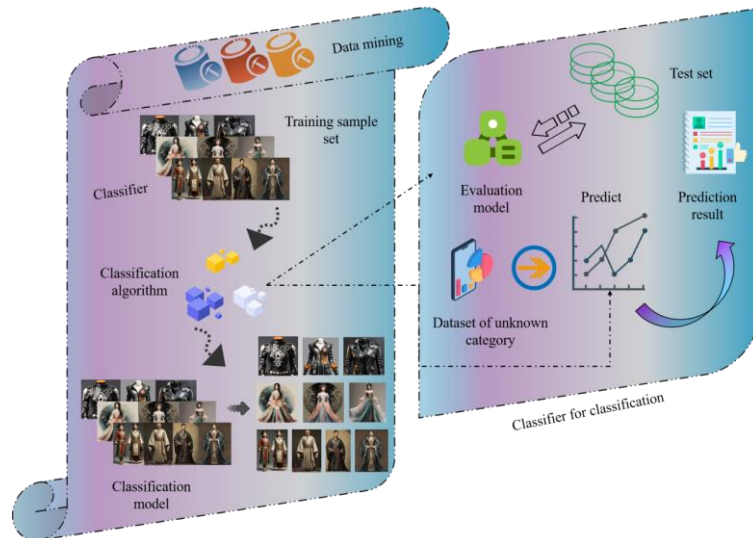 Data mining
Training sample
set
Classifier
Classification
algorithm
Classification
model
Test set
Evaluation
model
Predict
Prediction
result
Dataset of unknown
category
Classifier for classification